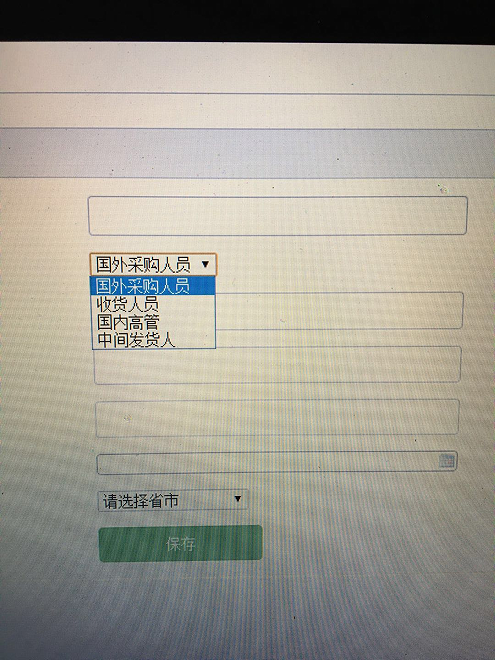 国外采购人员
国外采购人员
收货人员
国内高管
中间发货人
请选择省市
保存